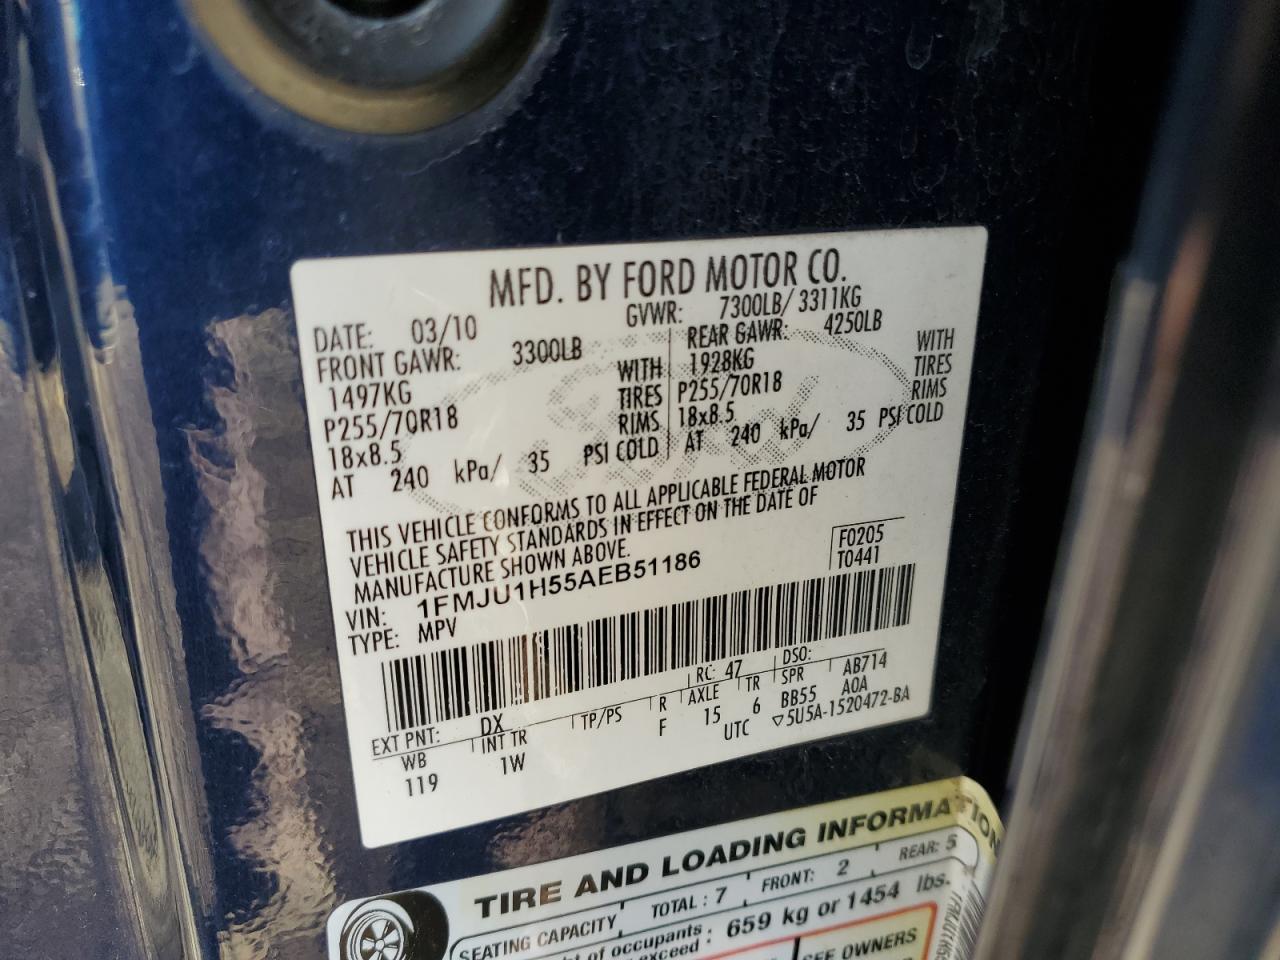 MFD. BY FORD MOTOR CO.
DATE: 03/10 GVWR: 7300LB/ 3311KG
FRONT GAWR: 3300LB REAR GAWR: 4250LB
1497KG WITH 1928KG WITH
P255/70R18 TIRES P255/70R18 TIRES
18x8.5 RIMS 18x8.5 RIMS
AT 240 kPa/ 35 PSI COLD AT 240 kPa/ 35 PSI COLD
THIS VEHICLE CONFORMS TO ALL APPLICABLE FEDERAL MOTOR
VEHICLE SAFETY STANDARDS IN EFFECT ON THE DATE OF
MANUFACTURE SHOWN ABOVE.
VIN: 1FMJU1H55AEB51186 F0205
TYPE: MPV T0441
EXT PNT: DX RC: 47 DSO:
WB INT TR TP/PS R AXLE TR SPR AB714
119 1W F 15 6 BB55 A0A
UTC ▽5U5A-1520472-BA
TIRE AND LOADING INFORMATION
SEATING CAPACITY TOTAL: 7 FRONT: 2 REAR: 5
of occupants
exceed : 659 kg or 1454 lbs.
SEE OWNERS